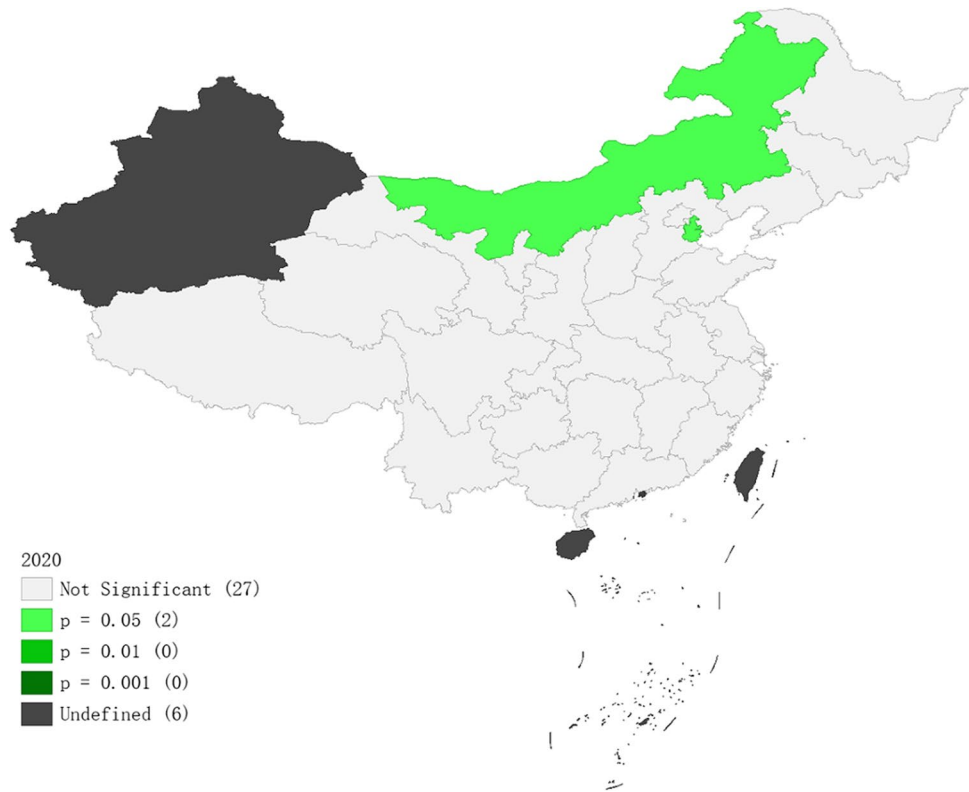 2020
Not Significant (27)
p = 0.05 (2)
p = 0.01 (0)
p = 0.001 (0)
Undefined (6)